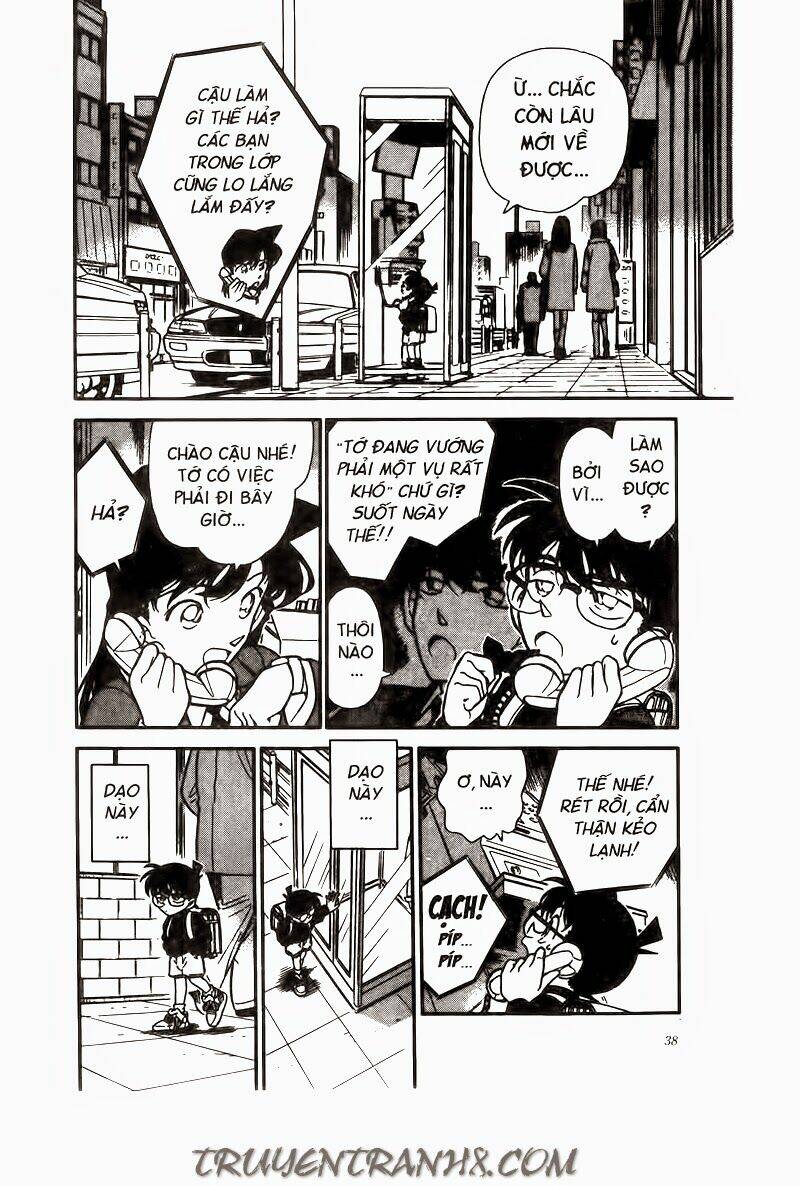 Ừ... CHẮC
CÒN LÂU
MỚI VỀ
ĐƯỢC...
CẬU LÀM
GÌ THẾ HẢ?
CÁC BẠN
TRONG LỚP
CŨNG LO LẮNG
LẮM ĐẤY?
LÀM
SAO
ĐƯỢC
?
BỞI
VÌ...
"TỚ ĐANG VƯỚNG
PHẢI MỘT VỤ RẤT
KHÓ" CHỨ GÌ?
SUỐT NGÀY
THẾ!!
THÔI
NÀO...
CHÀO CẬU NHÉ!
TỚ CÓ VIỆC
PHẢI ĐI BÂY
GIỜ...
HẢ?
THẾ NHÉ!
RÉT RỒI, CẨN
THẬN KẺO
LẠNH!
Ơ, NÀY
...
CẠCH!
PÍP...
PÍP...
DẠO
NÀY
...
DẠO
NÀY
...
38
TRUYENTRANH8.COM